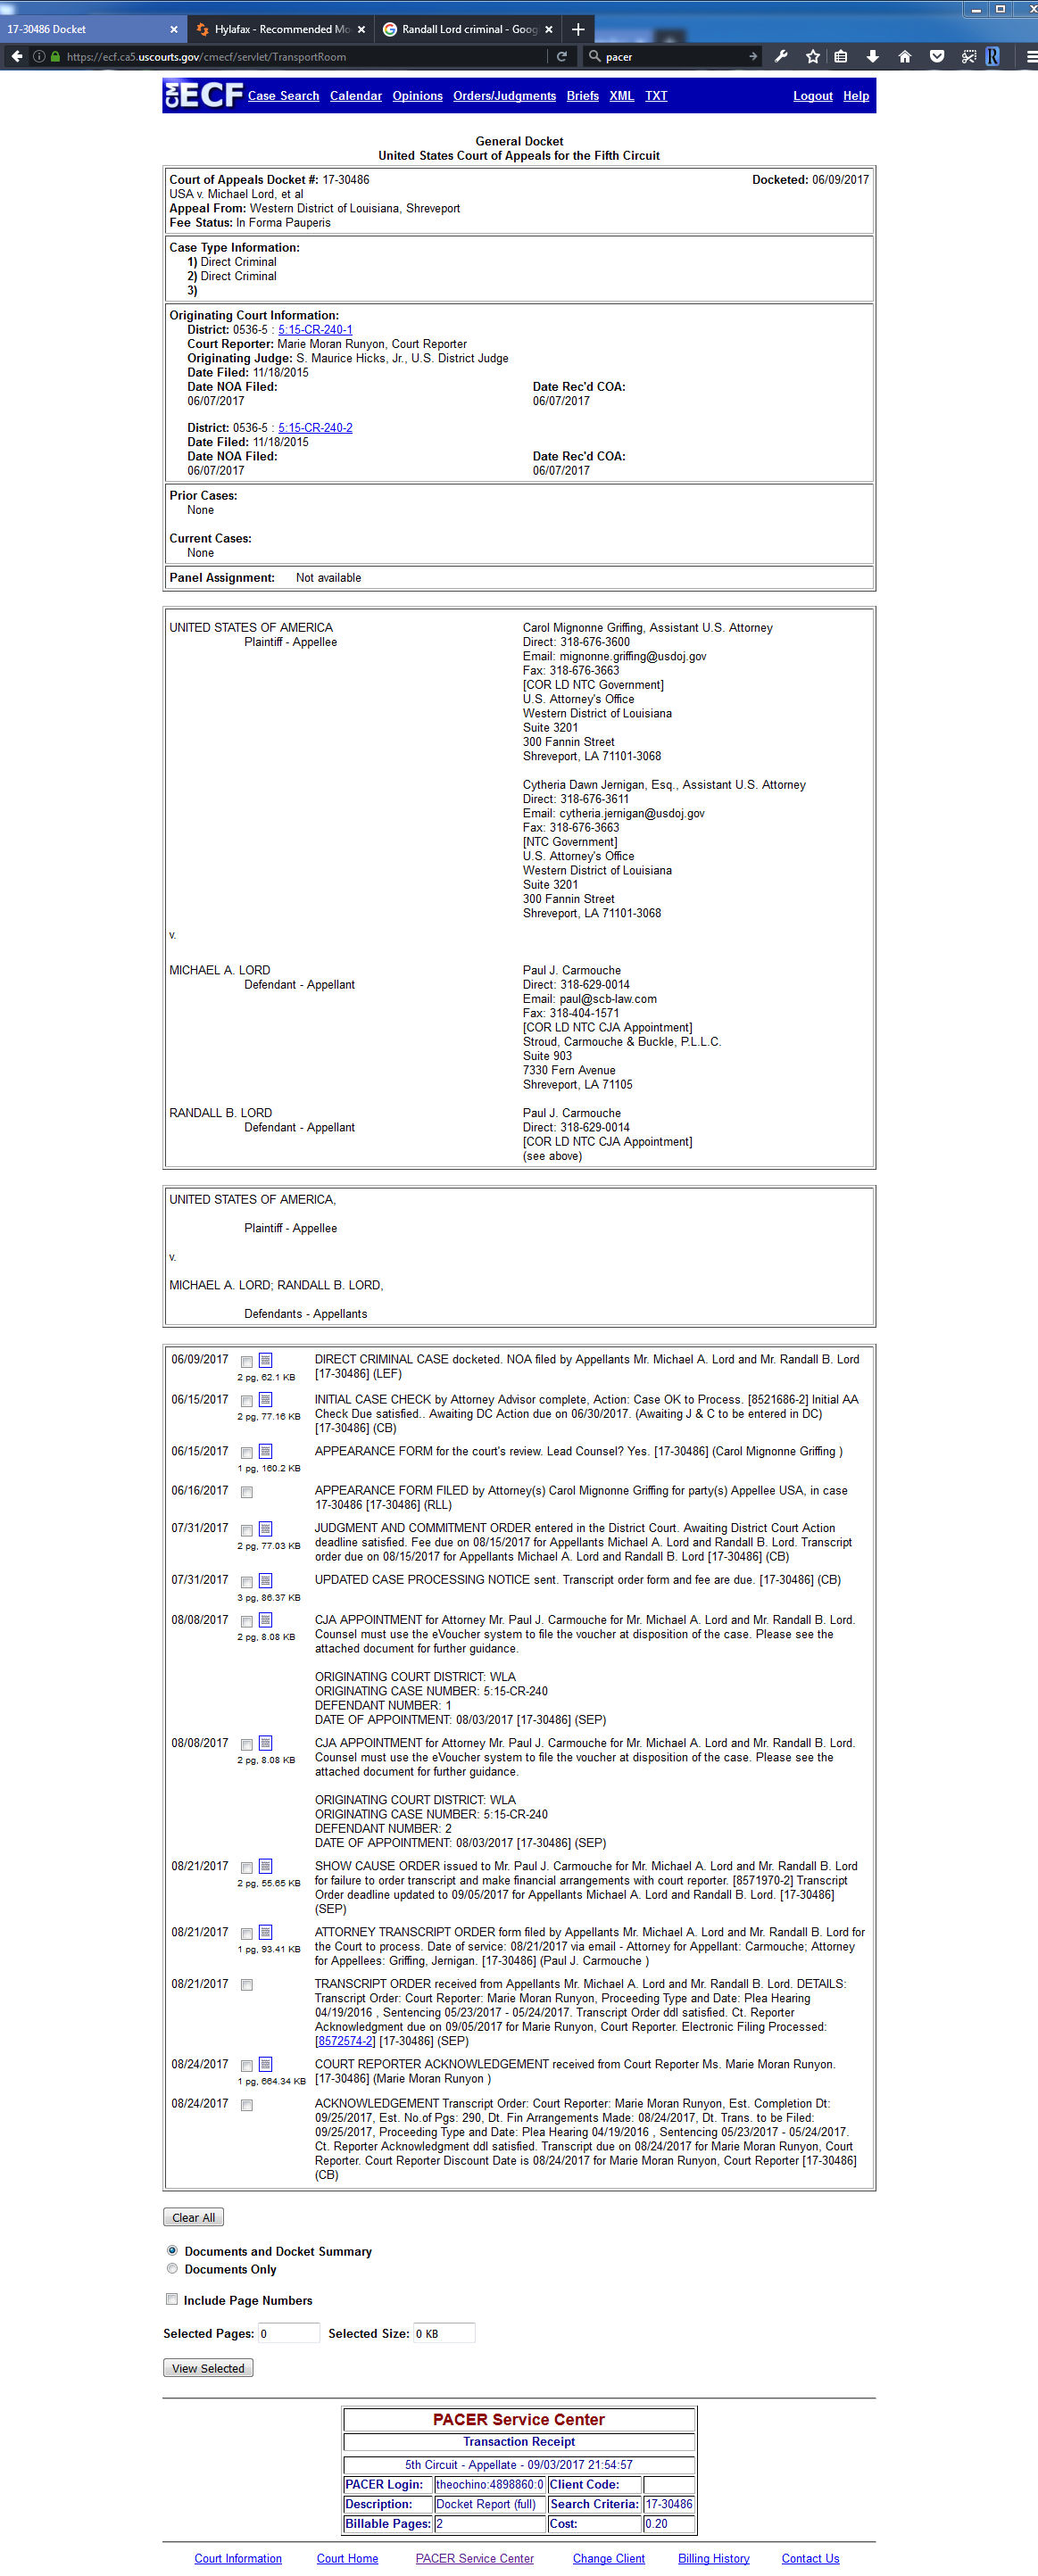 17-30486 Docket
Hylafax - Recommended Mo
Randall Lord criminal - Goog
https://ecf.ca5.uscourts.gov/cmecf/servlet/TransportRoom
pacer
CM ECF Case Search Calendar Opinions Orders/Judgments Briefs XML TXT Logout Help
General Docket
United States Court of Appeals for the Fifth Circuit
Court of Appeals Docket #: 17-30486 Docketed: 06/09/2017
USA v. Michael Lord, et al
Appeal From: Western District of Louisiana, Shreveport
Fee Status: In Forma Pauperis
Case Type Information:
1) Direct Criminal
2) Direct Criminal
3)
Originating Court Information:
District: 0536-5 : 5:15-CR-240-1
Court Reporter: Marie Moran Runyon, Court Reporter
Originating Judge: S. Maurice Hicks, Jr., U.S. District Judge
Date Filed: 11/18/2015
Date NOA Filed: Date Rec'd COA:
06/07/2017 06/07/2017
District: 0536-5 : 5:15-CR-240-2
Date Filed: 11/18/2015
Date NOA Filed: Date Rec'd COA:
06/07/2017 06/07/2017
Prior Cases:
None
Current Cases:
None
Panel Assignment: Not available
UNITED STATES OF AMERICA
Plaintiff - Appellee
Carol Mignonne Griffing, Assistant U.S. Attorney
Direct: 318-676-3600
Email: mignonne.griffing@usdoj.gov
Fax: 318-676-3663
[COR LD NTC Government]
U.S. Attorney's Office
Western District of Louisiana
Suite 3201
300 Fannin Street
Shreveport, LA 71101-3068
Cytheria Dawn Jernigan, Esq., Assistant U.S. Attorney
Direct: 318-676-3611
Email: cytheria.jernigan@usdoj.gov
Fax: 318-676-3663
[NTC Government]
U.S. Attorney's Office
Western District of Louisiana
Suite 3201
300 Fannin Street
Shreveport, LA 71101-3068
v.
MICHAEL A. LORD
Defendant - Appellant
Paul J. Carmouche
Direct: 318-629-0014
Email: paul@scb-law.com
Fax: 318-404-1571
[COR LD NTC CJA Appointment]
Stroud, Carmouche & Buckle, P.L.L.C.
Suite 903
7330 Fern Avenue
Shreveport, LA 71105
RANDALL B. LORD
Defendant - Appellant
Paul J. Carmouche
Direct: 318-629-0014
[COR LD NTC CJA Appointment]
(see above)
UNITED STATES OF AMERICA,
Plaintiff - Appellee
v.
MICHAEL A. LORD; RANDALL B. LORD,
Defendants - Appellants
06/09/2017 DIRECT CRIMINAL CASE docketed. NOA filed by Appellants Mr. Michael A. Lord and Mr. Randall B. Lord
2 pg, 62.1 KB [17-30486] (LEF)
06/15/2017 INITIAL CASE CHECK by Attorney Advisor complete, Action: Case OK to Process. [8521686-2] Initial AA
2 pg, 77.16 KB Check Due satisfied.. Awaiting DC Action due on 06/30/2017. (Awaiting J & C to be entered in DC)
[17-30486] (CB)
06/15/2017 APPEARANCE FORM for the court's review. Lead Counsel? Yes. [17-30486] (Carol Mignonne Griffing )
1 pg, 160.2 KB
06/16/2017 APPEARANCE FORM FILED by Attorney(s) Carol Mignonne Griffing for party(s) Appellee USA, in case
17-30486 [17-30486] (RLL)
07/31/2017 JUDGMENT AND COMMITMENT ORDER entered in the District Court. Awaiting District Court Action
2 pg, 77.03 KB deadline satisfied. Fee due on 08/15/2017 for Appellants Michael A. Lord and Randall B. Lord. Transcript
order due on 08/15/2017 for Appellants Michael A. Lord and Randall B. Lord [17-30486] (CB)
07/31/2017 UPDATED CASE PROCESSING NOTICE sent. Transcript order form and fee are due. [17-30486] (CB)
3 pg, 86.37 KB
08/08/2017 CJA APPOINTMENT for Attorney Mr. Paul J. Carmouche for Mr. Michael A. Lord and Mr. Randall B. Lord.
2 pg, 8.08 KB Counsel must use the eVoucher system to file the voucher at disposition of the case. Please see the
attached document for further guidance.
ORIGINATING COURT DISTRICT: WLA
ORIGINATING CASE NUMBER: 5:15-CR-240
DEFENDANT NUMBER: 1
DATE OF APPOINTMENT: 08/03/2017 [17-30486] (SEP)
08/08/2017 CJA APPOINTMENT for Attorney Mr. Paul J. Carmouche for Mr. Michael A. Lord and Mr. Randall B. Lord.
2 pg, 8.08 KB Counsel must use the eVoucher system to file the voucher at disposition of the case. Please see the
attached document for further guidance.
ORIGINATING COURT DISTRICT: WLA
ORIGINATING CASE NUMBER: 5:15-CR-240
DEFENDANT NUMBER: 2
DATE OF APPOINTMENT: 08/03/2017 [17-30486] (SEP)
08/21/2017 SHOW CAUSE ORDER issued to Mr. Paul J. Carmouche for Mr. Michael A. Lord and Mr. Randall B. Lord
2 pg, 55.65 KB for failure to order transcript and make financial arrangements with court reporter. [8571970-2] Transcript
Order deadline updated to 09/05/2017 for Appellants Michael A. Lord and Randall B. Lord. [17-30486]
(SEP)
08/21/2017 ATTORNEY TRANSCRIPT ORDER form filed by Appellants Mr. Michael A. Lord and Mr. Randall B. Lord for
1 pg, 93.41 KB the Court to process. Date of service: 08/21/2017 via email - Attorney for Appellant: Carmouche; Attorney
for Appellees: Griffing, Jernigan. [17-30486] (Paul J. Carmouche )
08/21/2017 TRANSCRIPT ORDER received from Appellants Mr. Michael A. Lord and Mr. Randall B. Lord. DETAILS:
Transcript Order: Court Reporter: Marie Moran Runyon, Proceeding Type and Date: Plea Hearing
04/19/2016 , Sentencing 05/23/2017 - 05/24/2017. Transcript Order ddl satisfied. Ct. Reporter
Acknowledgment due on 09/05/2017 for Marie Runyon, Court Reporter. Electronic Filing Processed:
[8572574-2] [17-30486] (SEP)
08/24/2017 COURT REPORTER ACKNOWLEDGEMENT received from Court Reporter Ms. Marie Moran Runyon.
1 pg, 664.34 KB [17-30486] (Marie Moran Runyon )
08/24/2017 ACKNOWLEDGEMENT Transcript Order: Court Reporter: Marie Moran Runyon, Est. Completion Dt:
09/25/2017, Est. No.of Pgs: 290, Dt. Fin Arrangements Made: 08/24/2017, Dt. Trans. to be Filed:
09/25/2017, Proceeding Type and Date: Plea Hearing 04/19/2016 , Sentencing 05/23/2017 - 05/24/2017.
Ct. Reporter Acknowledgment ddl satisfied. Transcript due on 08/24/2017 for Marie Moran Runyon, Court
Reporter. Court Reporter Discount Date is 08/24/2017 for Marie Moran Runyon, Court Reporter [17-30486]
(CB)
Clear All
Documents and Docket Summary
Documents Only
Include Page Numbers
Selected Pages: 0 Selected Size: 0 KB
View Selected
PACER Service Center
Transaction Receipt
5th Circuit - Appellate - 09/03/2017 21:54:57
PACER Login: theochino:4898860:0 Client Code:
Description: Docket Report (full) Search Criteria: 17-30486
Billable Pages: 2 Cost: 0.20
Court Information Court Home PACER Service Center Change Client Billing History Contact Us